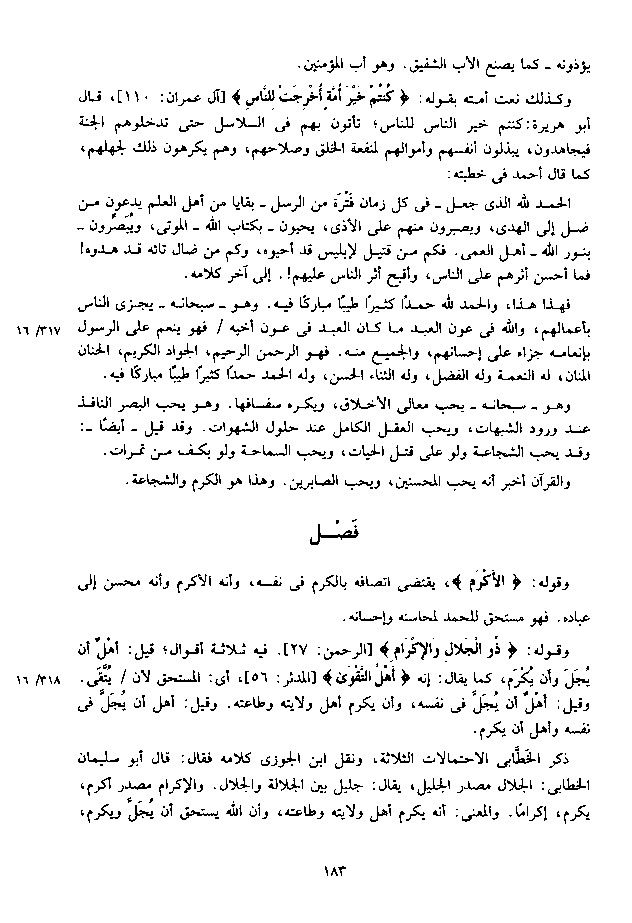 يؤذونه ـ كما يصنع الأب الشفيق. وهو أب المؤمنين.
وكذلك نعت أمته بقوله: ﴿ كُنتُمْ خَيْرَ أُمَّةٍ أُخْرِجَتْ لِلنَّاسِ ﴾ [آل عمران: ١١٠]، قال
أبو هريرة: كنتم خير الناس للناس؛ تأتون بهم فى السلاسل حتى تدخلوهم الجنة
فيجاهدون، يبذلون أنفسهم وأموالهم لمنفعة الخلق وصلاحهم، وهم يكرهون ذلك لجهلهم،
كما قال أحمد فى خطبته:
الحمد لله الذى جعل ـ فى كل زمان فَتْرَة من الرسل ـ بقايا من أهل العلم يدعون من
ضل إلى الهدى، ويصبرون منهم على الأذى، يحيون ـ بكتاب الله ـ الموتى، ويُبَصِّرون ـ
بنور الله ـ أهل العمى. فكم من قتيل لإبليس قد أحيوه، وكم من ضال تائه قد هدوه!
فما أحسن أثرهم على الناس، وأقبح أثر الناس عليهم!. إلى آخر كلامه.
فهذا هذا، والحمد لله حمدًا كثيرًا طيبًا مباركًا فيه. وهو ـ سبحانه ـ يجزى الناس
بأعمالهم، والله فى عون العبد ما كان العبد فى عون أخيه / فهو ينعم على الرسول
١٦/٣١٧
بإنعامه جزاء على إحسانهم، والجميع منه. فهو الرحمن الرحيم، الجواد الكريم، الحنان
المنان، له النعمة وله الفضل، وله الثناء الحسن، وله الحمد حمدًا كثيرًا طيبًا مباركًا فيه.
وهو ـ سبحانه ـ يحب معالى الأخلاق، ويكره سفسافها. وهو يحب البصر النافذ
عند ورود الشبهات، ويحب العقل الكامل عند حلول الشهوات. وقد قيل ـ أيضًا ـ:
وقد يحب الشجاعة ولو على قتل الحيات، ويحب السماحة ولو بكف من تمرات.
والقرآن أخبر أنه يحب المحسنين، ويحب الصابرين. وهذا هو الكرم والشجاعة.
فَصْل
وقوله: ﴿ الأَكْرَم ﴾، يقتضى اتصافه بالكرم فى نفسه، وأنه الأكرم وأنه محسن إلى
عباده. فهو مستحق للحمد لمحاسنه وإحسانه.
وقوله: ﴿ ذُو الْجَلالِ وَالإِكْرَامِ ﴾ [الرحمن: ٢٧]. فيه ثلاثة أقوال؛ قيل: أهْلٌ أن
يُجَلَّ وأن يُكْرَم، كما يقال: إنه ﴿ أَهْلُ التَّقْوَىٰ ﴾ [المدثر: ٥٦]، أى: المستحق لأن / يُتَّقَى.
١٦/٣١٨
وقيل: أهْلٌ أن يُجَلَّ فى نفسه، وأن يكرم أهل ولايته وطاعته. وقيل: أهل أن يُجَلَّ فى
نفسه وأهل أن يكرم.
ذكر الخَطَّابى الاحتمالات الثلاثة، ونقل ابن الجوزى كلامه فقال: قال أبو سليمان
الخطابى: الجلال مصدر الجليل، يقال: جليل بين الجلالة والجلال. والإكرام مصدر أكرم،
يكرم، إكرامًا. والمعنى: أنه يكرم أهل ولايته وطاعته، وأن الله يستحق أن يُجَلَّ ويكرم،
١٨٣